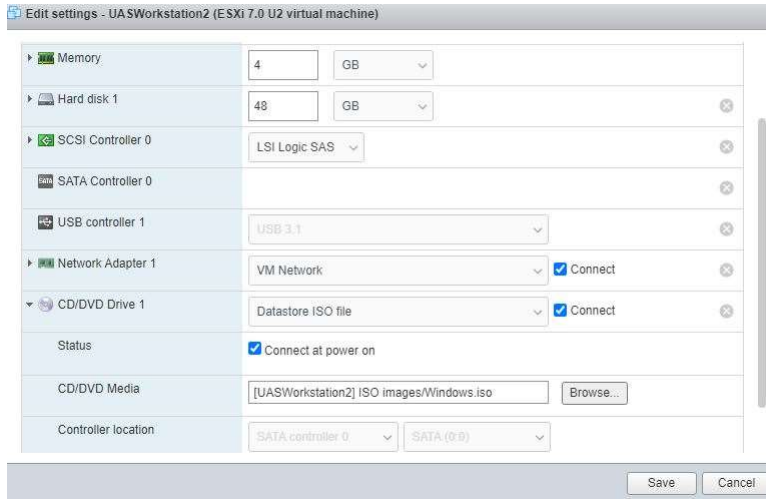 Edit settings - UASWorkstation2 (ESXi 7.0 U2 virtual machine)
Memory 4 GB
Hard disk 1 48 GB
SCSI Controller 0 LSI Logic SAS
SATA Controller 0
USB controller 1 USB 3.1
Network Adapter 1 VM Network Connect
CD/DVD Drive 1 Datastore ISO file Connect
Status Connect at power on
CD/DVD Media [UASWorkstation2] ISO images/Windows.iso Browse...
Controller location SATA controller 0 SATA (0:0)
Save Cancel